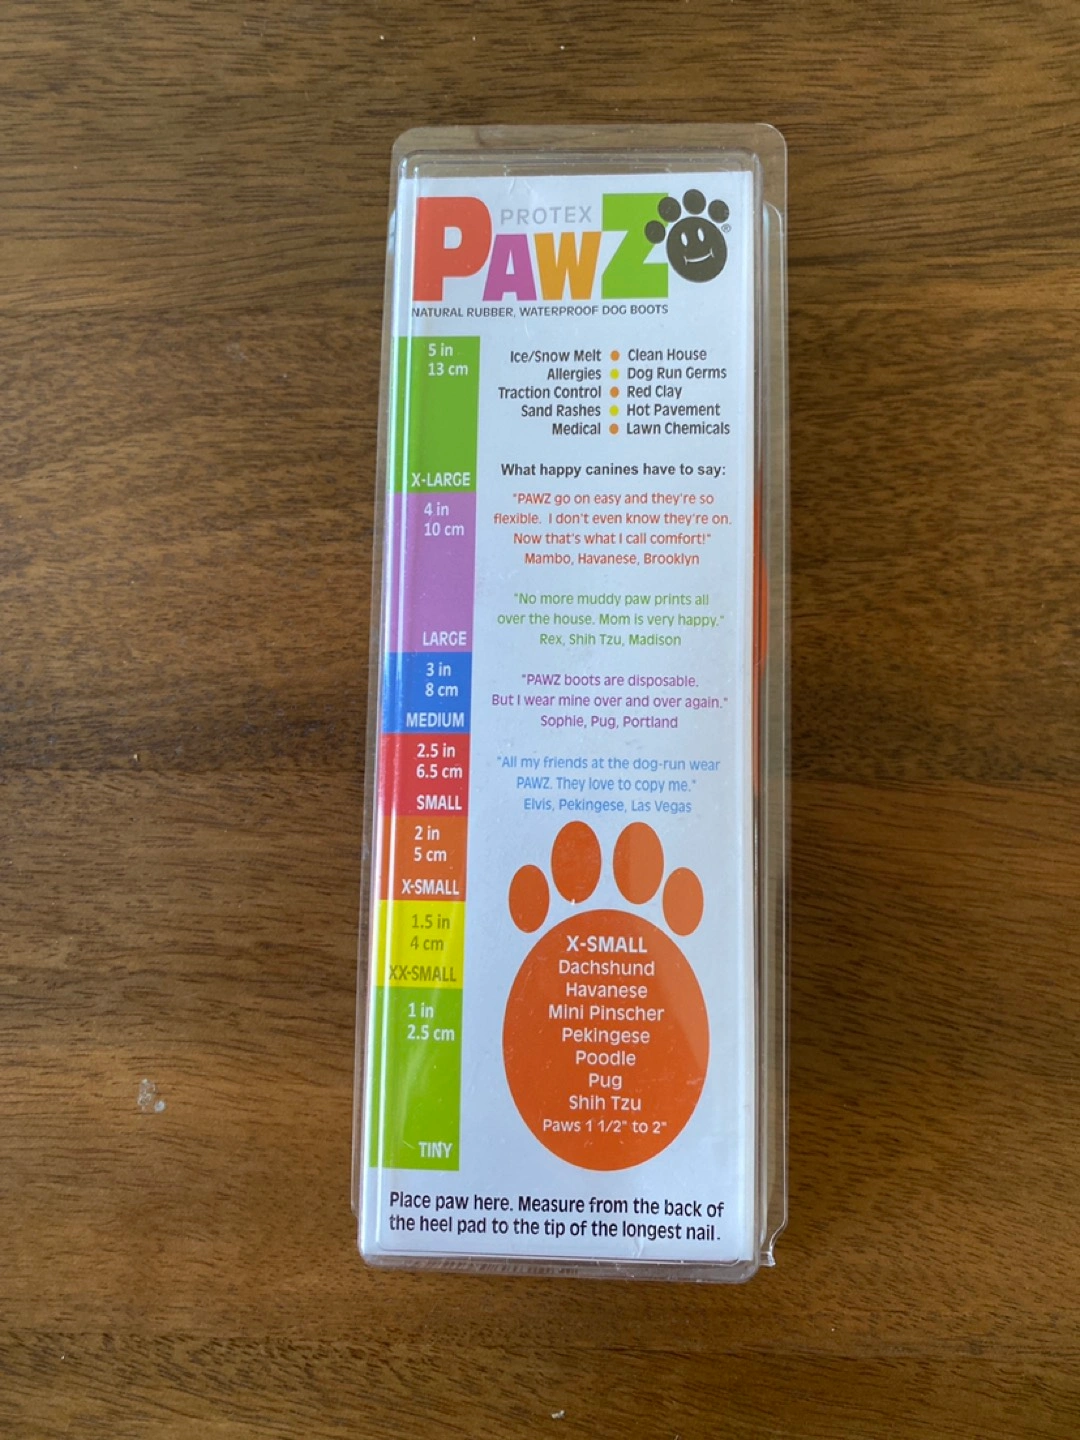 PROTEX
PAWZ®
NATURAL RUBBER, WATERPROOF DOG BOOTS
5 in
13 cm
X-LARGE
4 in
10 cm
LARGE
3 in
8 cm
MEDIUM
2.5 in
6.5 cm
SMALL
2 in
5 cm
X-SMALL
1.5 in
4 cm
XX-SMALL
1 in
2.5 cm
TINY
Ice/Snow Melt • Clean House
Allergies • Dog Run Germs
Traction Control • Red Clay
Sand Rashes • Hot Pavement
Medical • Lawn Chemicals
What happy canines have to say:
"PAWZ go on easy and they're so
flexible. I don't even know they're on.
Now that's what I call comfort!"
Mambo, Havanese, Brooklyn
"No more muddy paw prints all
over the house. Mom is very happy."
Rex, Shih Tzu, Madison
"PAWZ boots are disposable.
But I wear mine over and over again."
Sophie, Pug, Portland
"All my friends at the dog-run wear
PAWZ. They love to copy me."
Elvis, Pekingese, Las Vegas
X-SMALL
Dachshund
Havanese
Mini Pinscher
Pekingese
Poodle
Pug
Shih Tzu
Paws 1 1/2" to 2"
Place paw here. Measure from the back of
the heel pad to the tip of the longest nail.